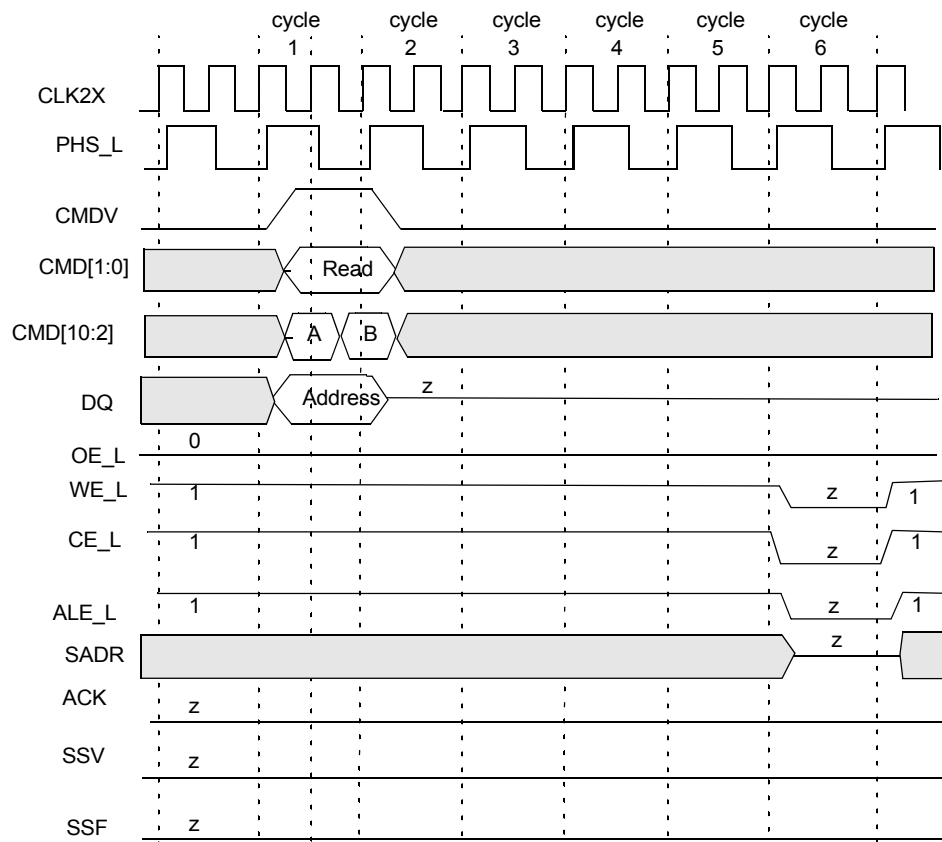 cycle cycle cycle cycle cycle cycle
1 2 3 4 5 6
CLK2X
PHS_L
CMDV
CMD[1:0] Read
CMD[10:2] A B
DQ Address z
OE_L 0
WE_L 1 z 1
CE_L 1 z 1
ALE_L 1 z 1
SADR z
ACK z
SSV z
SSF z